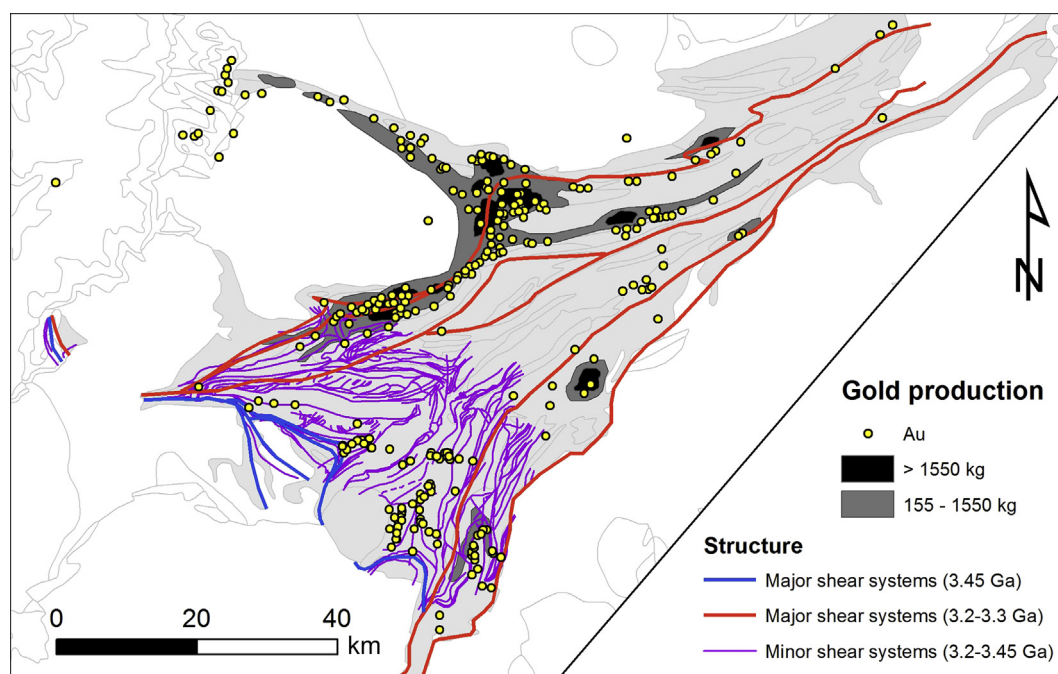 N
Gold production
Au
> 1550 kg
155 - 1550 kg
Structure
Major shear systems (3.45 Ga)
Major shear systems (3.2-3.3 Ga)
Minor shear systems (3.2-3.45 Ga)
0 20 40
km